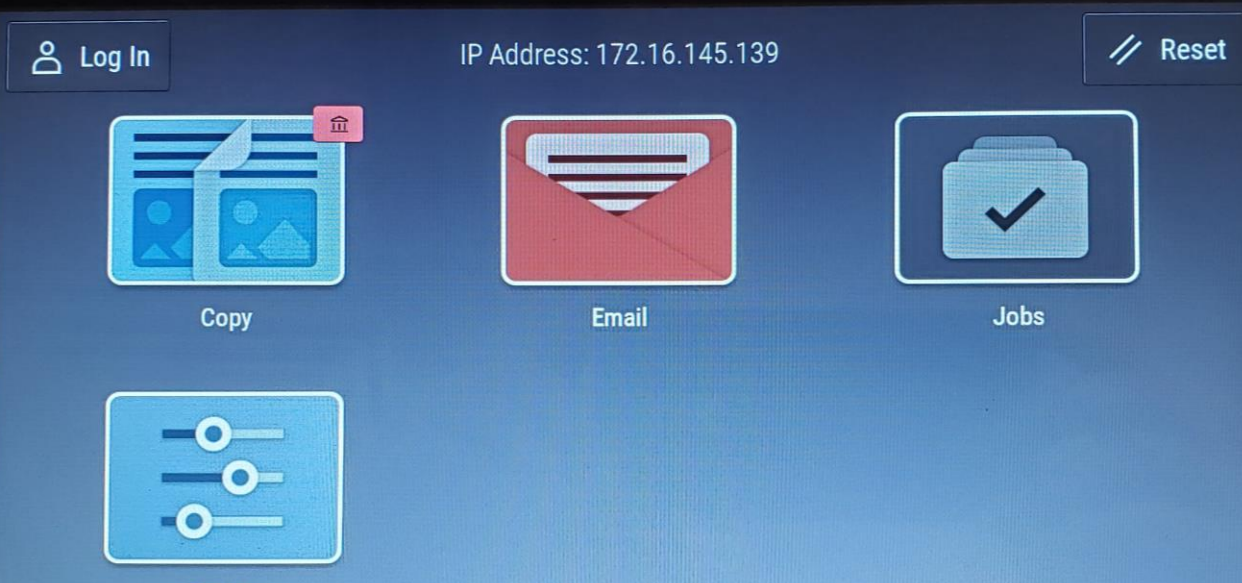 Log In
IP Address: 172.16.145.139
Reset
Copy
Email
Jobs